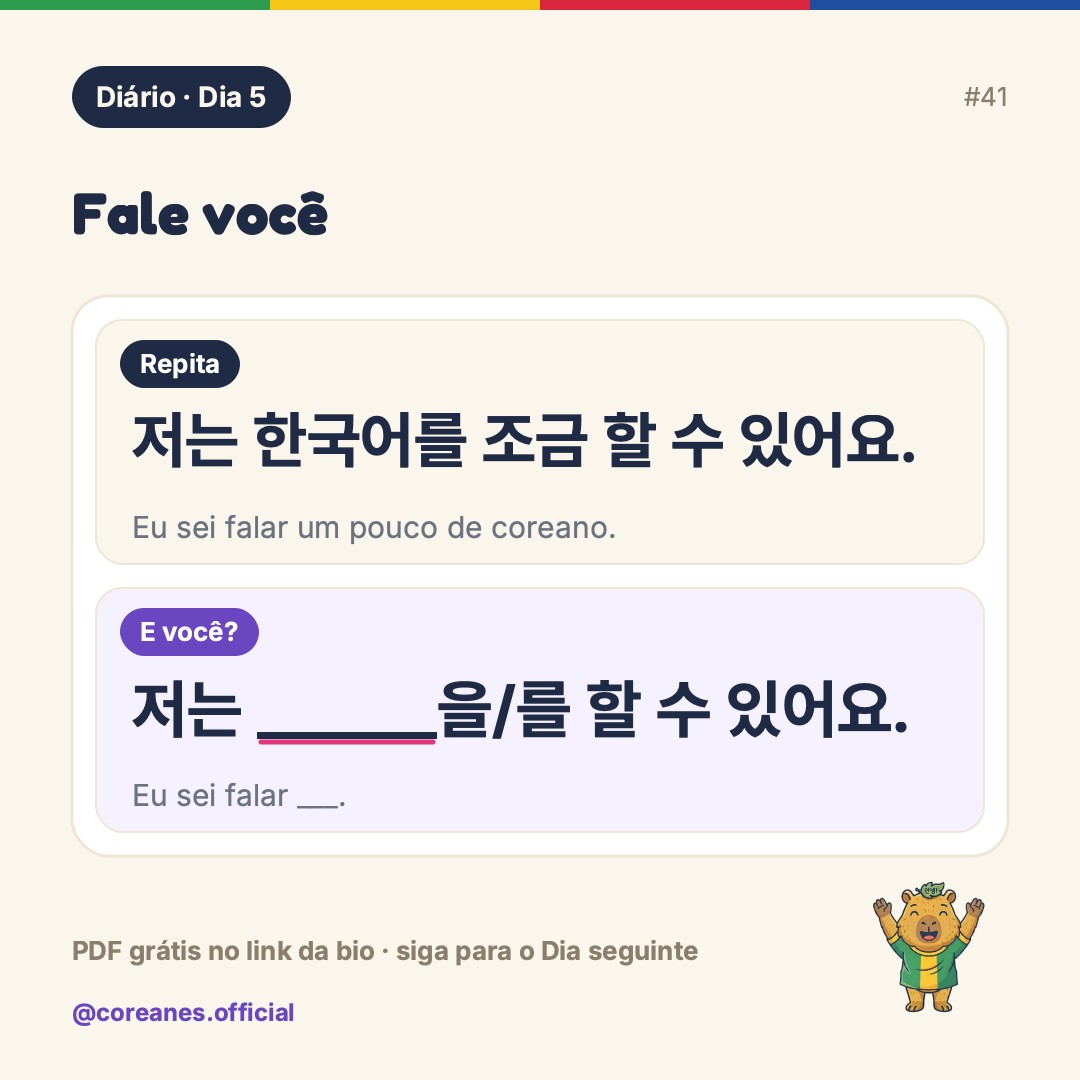 Diário · Dia 5
#41
Fale você
Repita
저는 한국어를 조금 할 수 있어요.
Eu sei falar um pouco de coreano.
E você?
저는 ______을/를 할 수 있어요.
Eu sei falar ___.
PDF grátis no link da bio · siga para o Dia seguinte
@coreanes.official